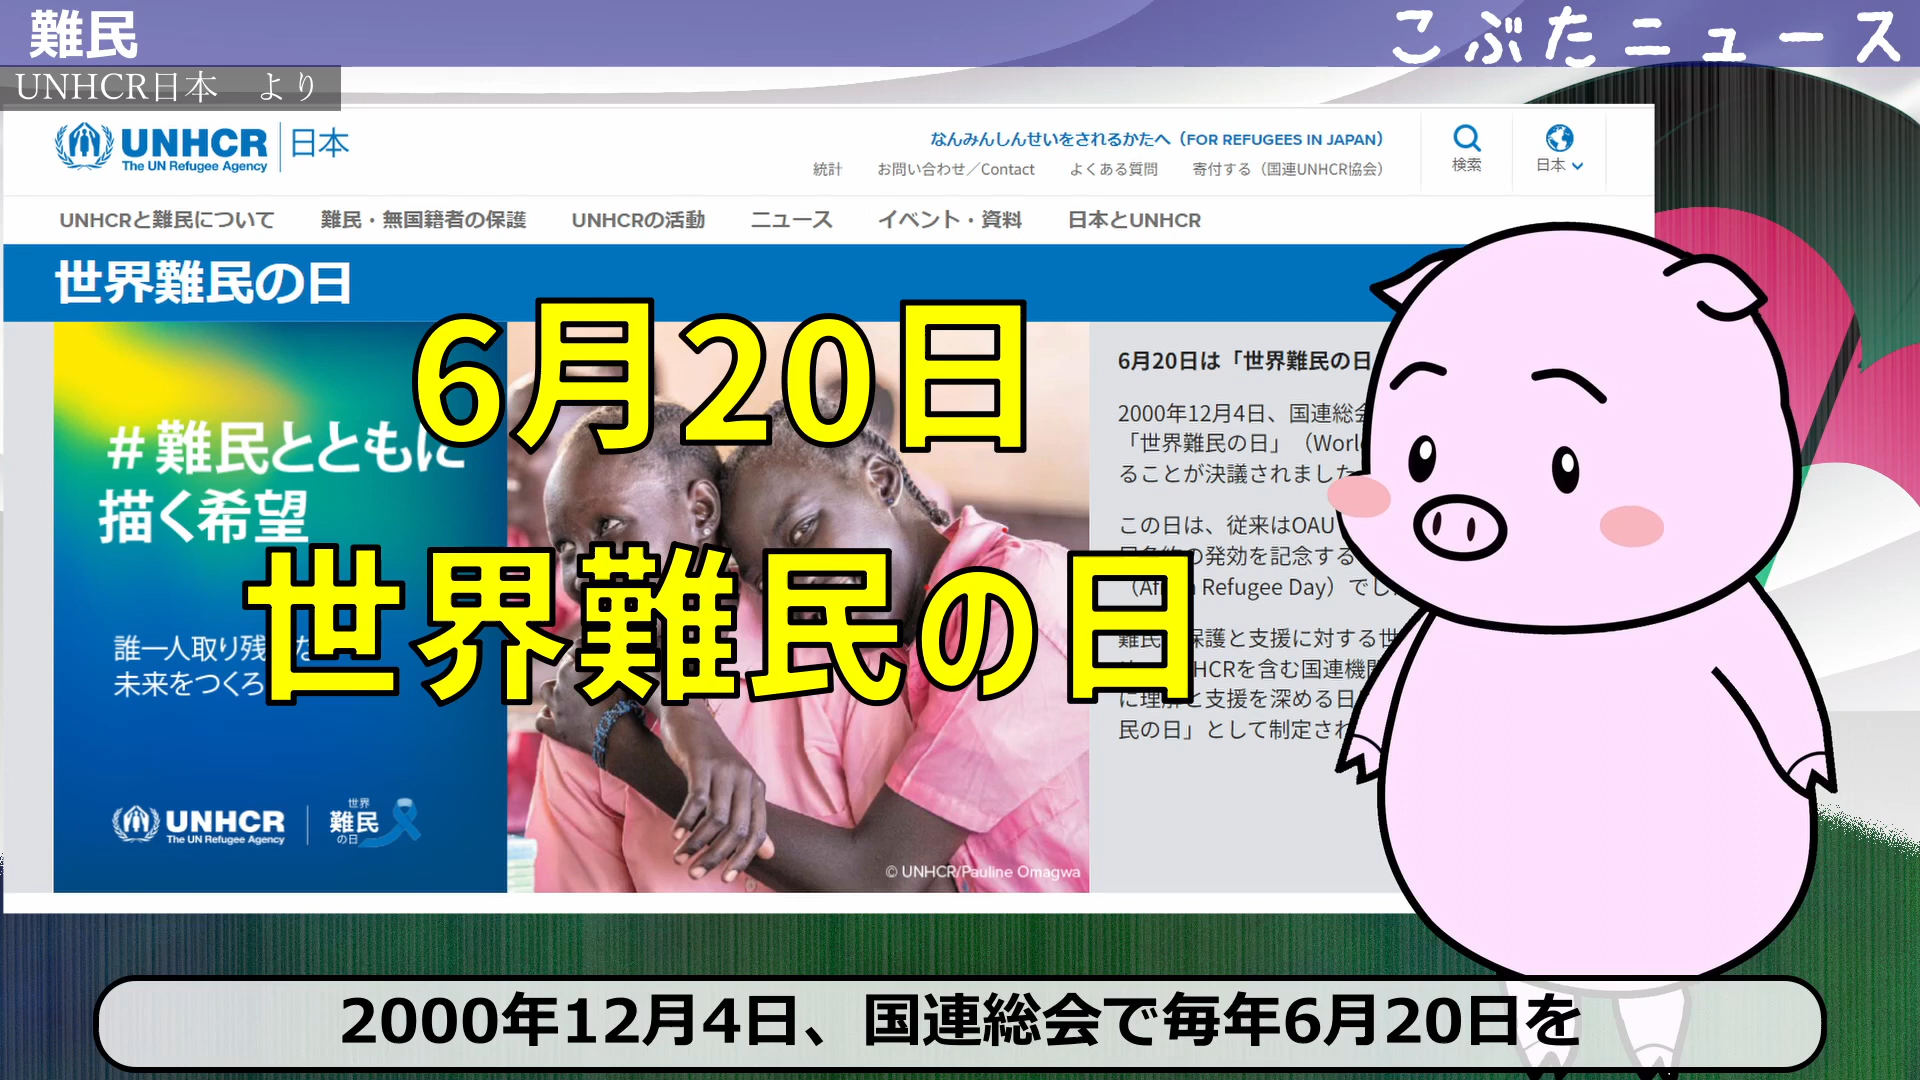 難民
こぶたニュース
UNHCR日本　より
UNHCR 日本
The UN Refugee Agency
なんみんしんせいをされるかたへ（FOR REFUGEES IN JAPAN）
統計　お問い合わせ／Contact　よくある質問　寄付する（国連UNHCR協会）
検索
日本
UNHCRと難民について　難民・無国籍者の保護　UNHCRの活動　ニュース　イベント・資料　日本とUNHCR
世界難民の日
6月20日
世界難民の日
#難民とともに
描く希望
誰一人取り残
未来をつくろ
UNHCR
The UN Refugee Agency
世界
難民
の日
© UNHCR/Pauline Omagwa
6月20日は「世界難民の日
2000年12月4日、国連総会
「世界難民の日」（World
ることが決議されました
この日は、従来はOAU
の発効を記念する
Refugee Day）でし
難民 保護と支援に対する世
HCRを含む国連機関
に理解と支援を深める日
民の日」として制定され
2000年12月4日、国連総会で毎年6月20日を